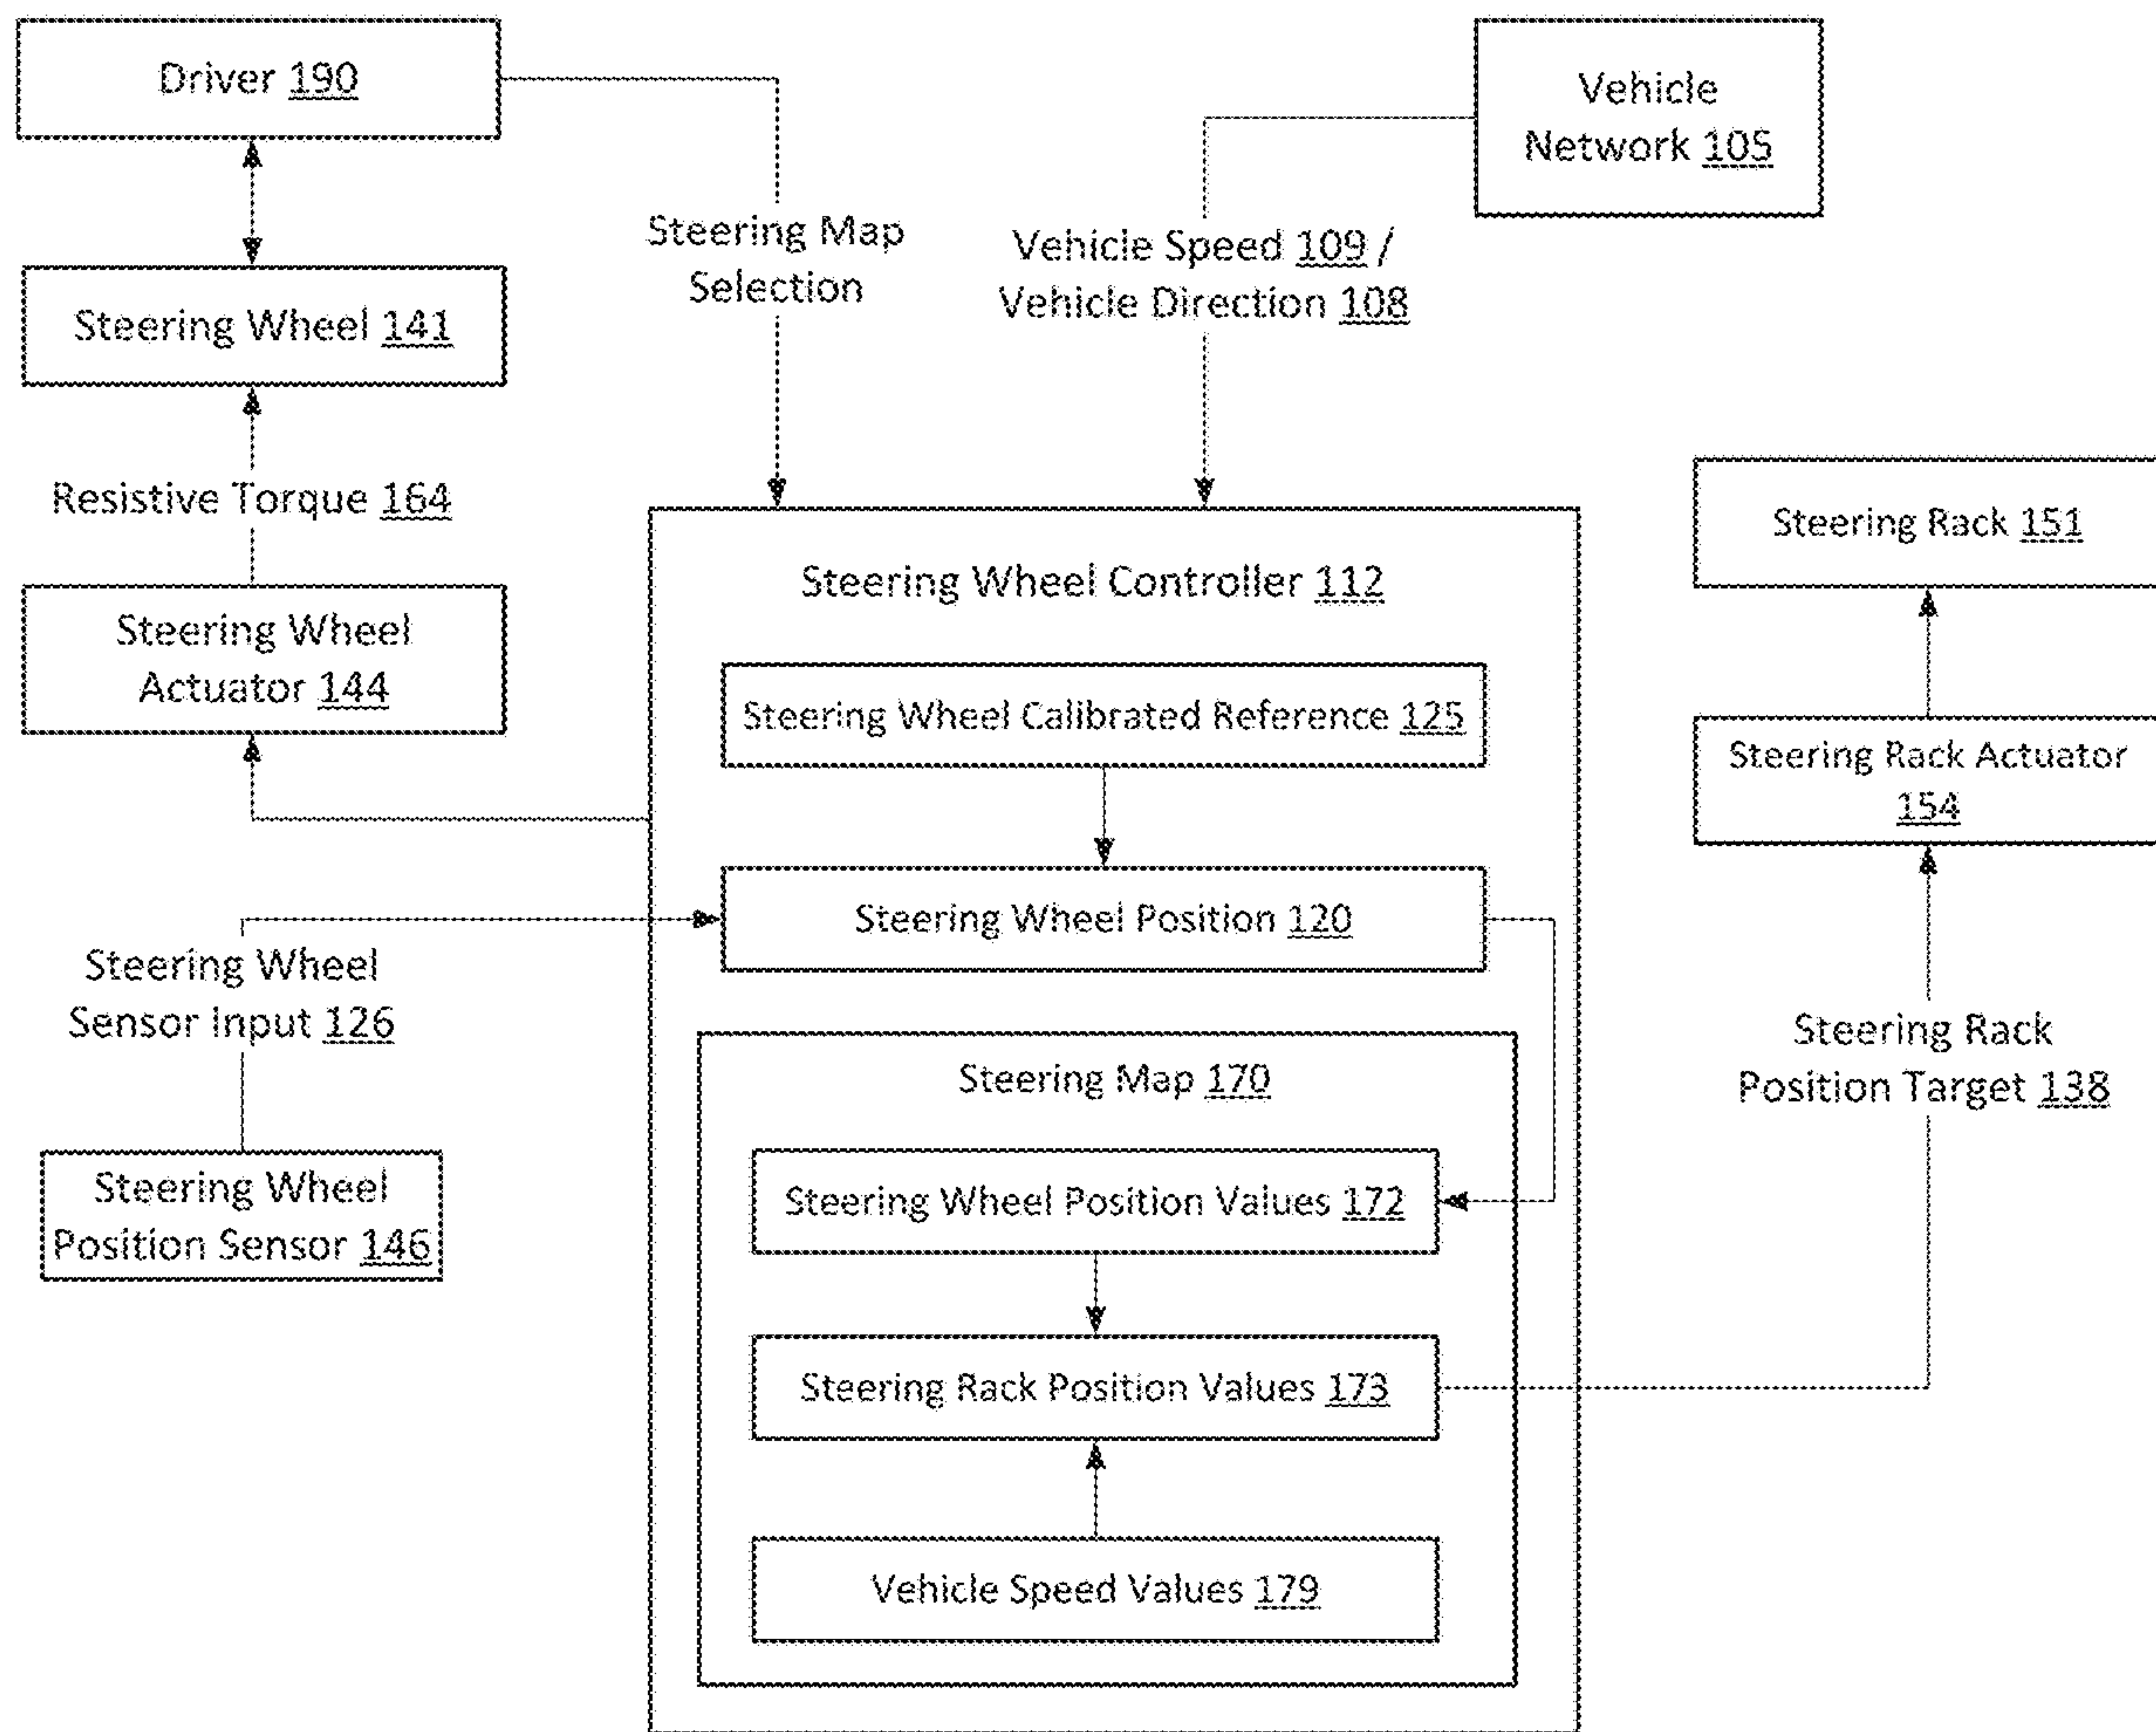 Driver 190
Vehicle
Network 105
Steering Map
Selection
Vehicle Speed 109 /
Vehicle Direction 108
Steering Wheel 141
Resistive Torque 164
Steering Wheel
Actuator 144
Steering Wheel Controller 112
Steering Wheel Calibrated Reference 125
Steering Wheel Position 120
Steering Wheel
Sensor Input 126
Steering Wheel
Position Sensor 146
Steering Map 170
Steering Wheel Position Values 172
Steering Rack Position Values 173
Vehicle Speed Values 179
Steering Rack 151
Steering Rack Actuator
154
Steering Rack
Position Target 138